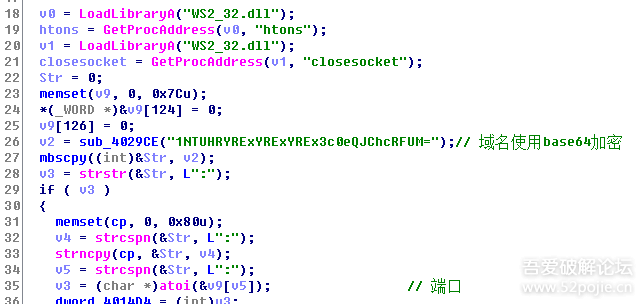 18 v0 = LoadLibraryA("WS2_32.dll");
19 htons = GetProcAddress(v0, "htons");
20 v1 = LoadLibraryA("WS2_32.dll");
21 closesocket = GetProcAddress(v1, "closesocket");
22 Str = 0;
23 memset(v9, 0, 0x7Cu);
24 *(_WORD *)&v9[124] = 0;
25 v9[126] = 0;
26 v2 = sub_4029CE("1NTUHRYRExYRExYREx3c0eQJChcRFUM=");// 域名使用base64加密
27 mbscpy((int)&Str, v2);
28 v3 = strstr(&Str, L":");
29 if ( v3 )
30 {
31 memset(cp, 0, 0x80u);
32 v4 = strcspn(&Str, L":");
33 strncpy(cp, &Str, v4);
34 v5 = strcspn(&Str, L":");
35 v3 = (char *)atoi(&v9[v5]); // 端口
36 dword_4014D4 = (int)v3;
吾爱破解论坛
www.52pojie.cn